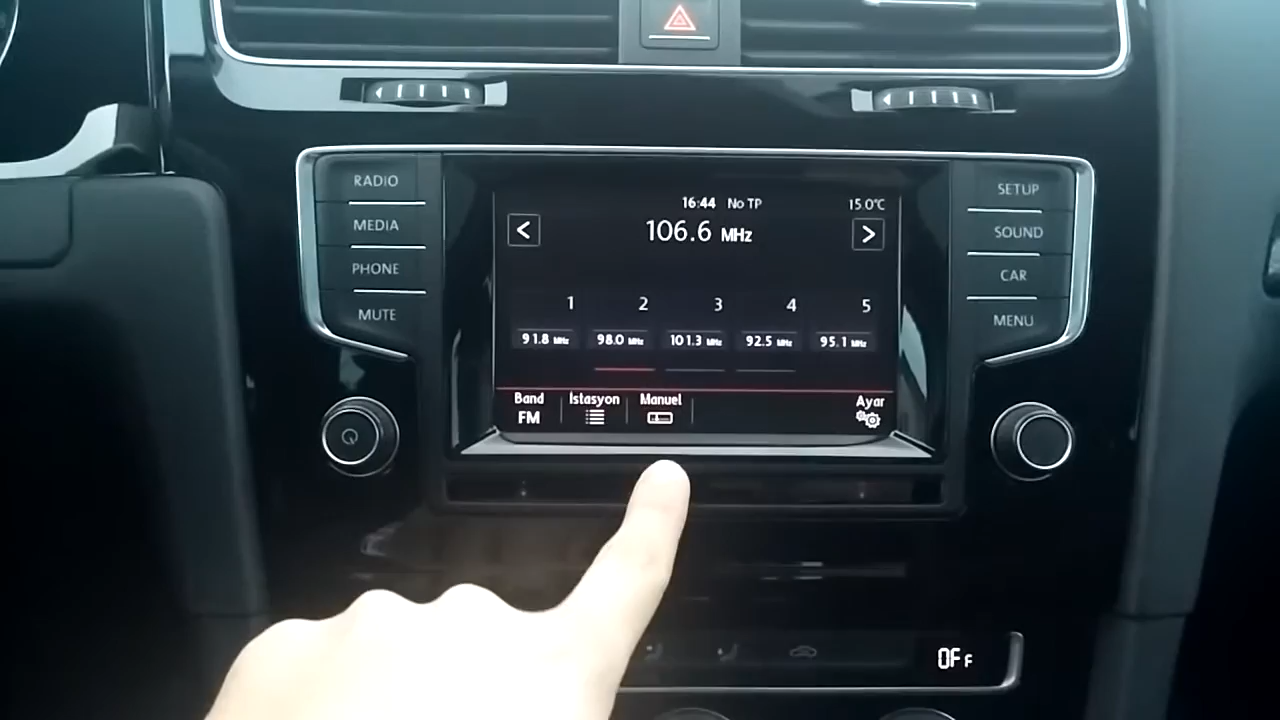 RADIO
MEDIA
PHONE
MUTE
16:44 No TP 15.0°C
< 106.6 MHz >
1 2 3 4 5
91.8 MHz 98.0 MHz 101.3 MHz 92.5 MHz 95.1 MHz
Band İstasyon Manuel Ayar
FM
SETUP
SOUND
CAR
MENU
OFF